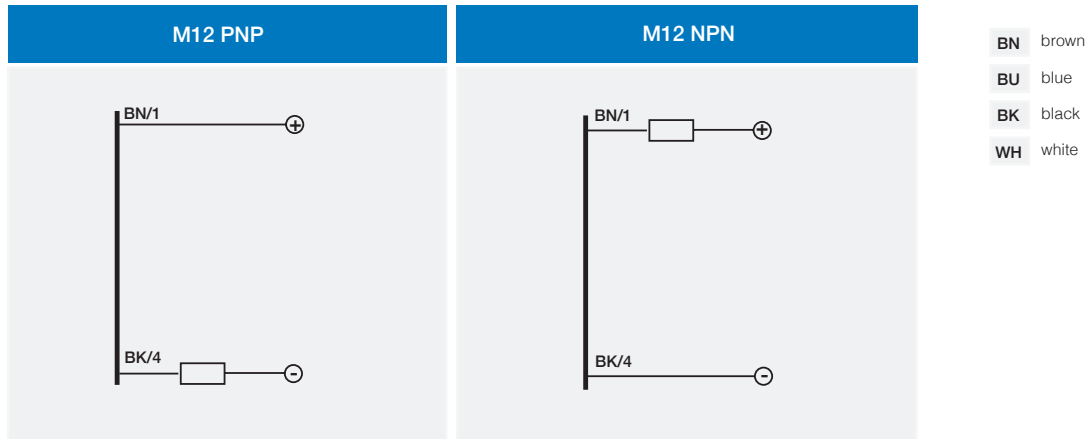 M12 PNP
BN/1
+
BK/4
-
M12 NPN
BN/1
+
BK/4
-
BN brown
BU blue
BK black
WH white